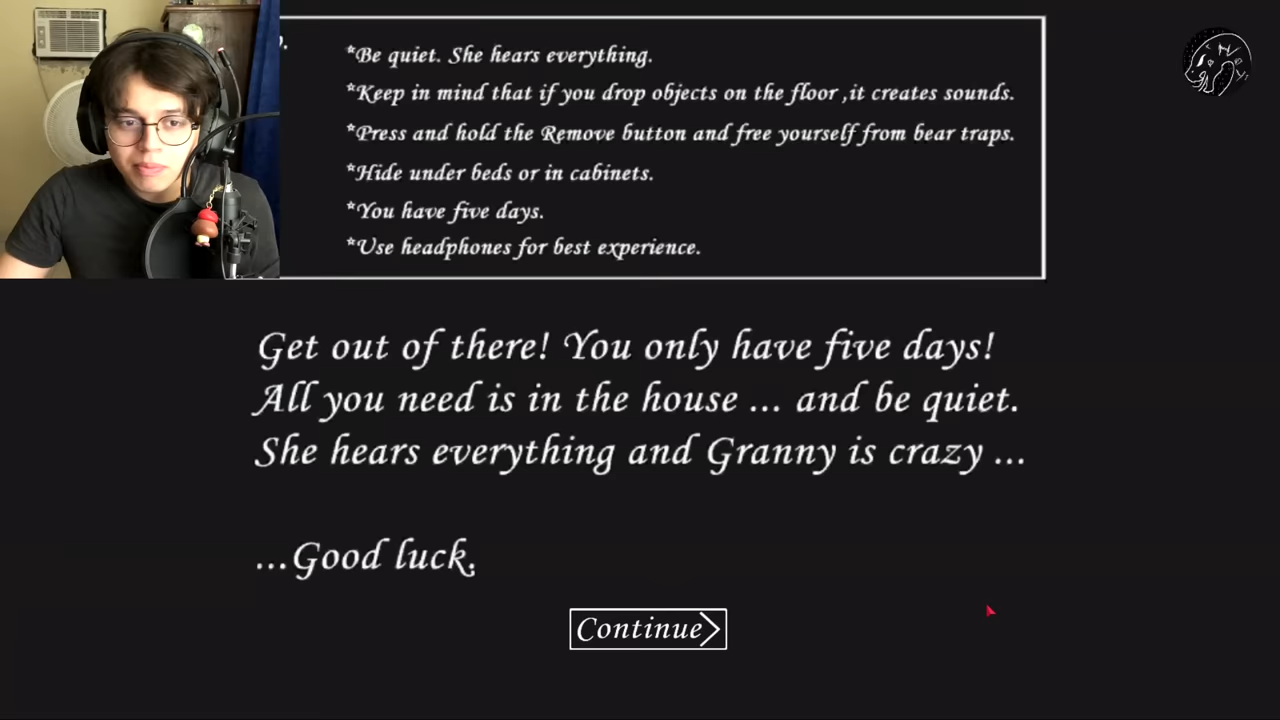 *Be quiet. She hears everything.
*Keep in mind that if you drop objects on the floor ,it creates sounds.
*Press and hold the Remove button and free yourself from bear traps.
*Hide under beds or in cabinets.
*You have five days.
*Use headphones for best experience.
Get out of there! You only have five days!
All you need is in the house ... and be quiet.
She hears everything and Granny is crazy ...
...Good luck.
Continue